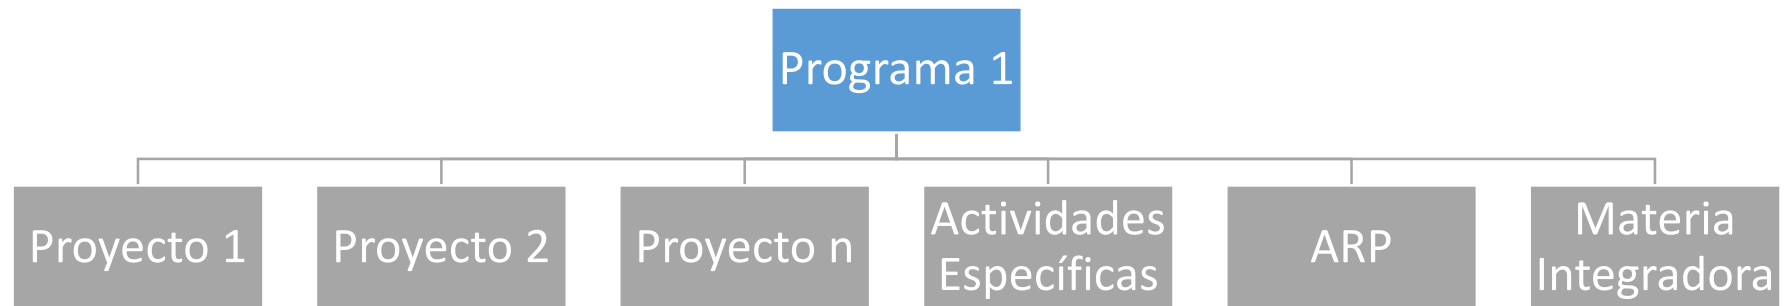 Programa 1
Proyecto 1
Proyecto 2
Proyecto n
Actividades
Específicas
ARP
Materia
Integradora